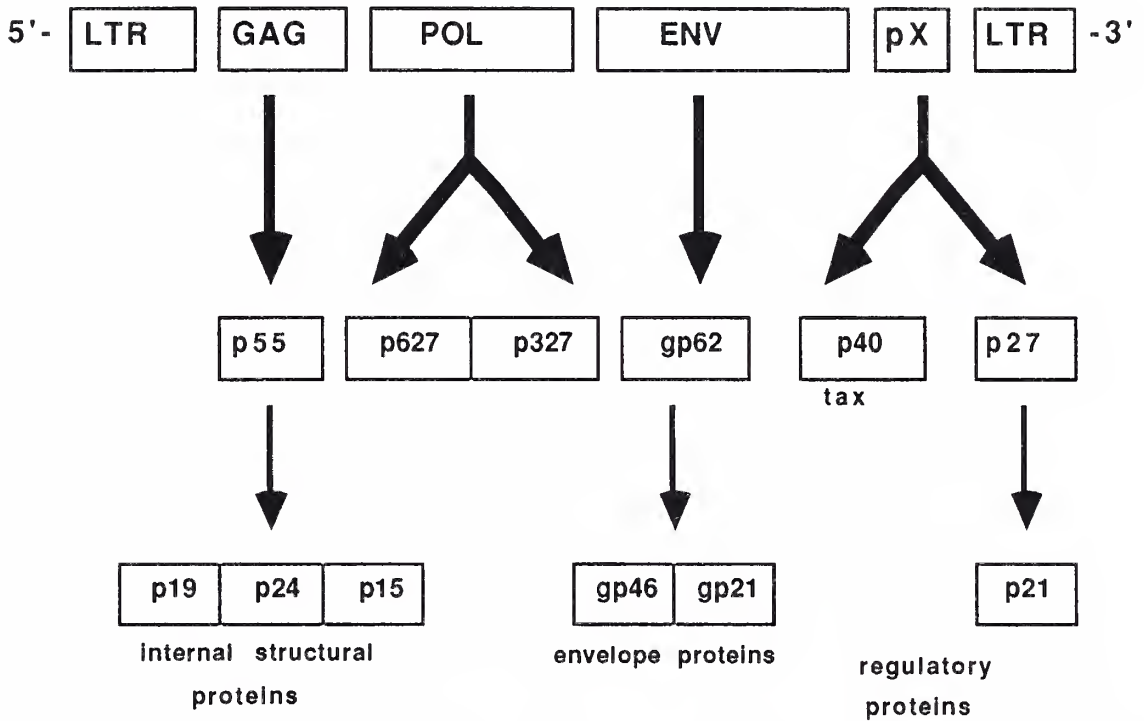 5'- LTR GAG POL ENV pX LTR -3'
p55 p627 p327 gp62 p40 p27
tax
p19 p24 p15 gp46 gp21 p21
internal structural
proteins
envelope proteins
regulatory
proteins